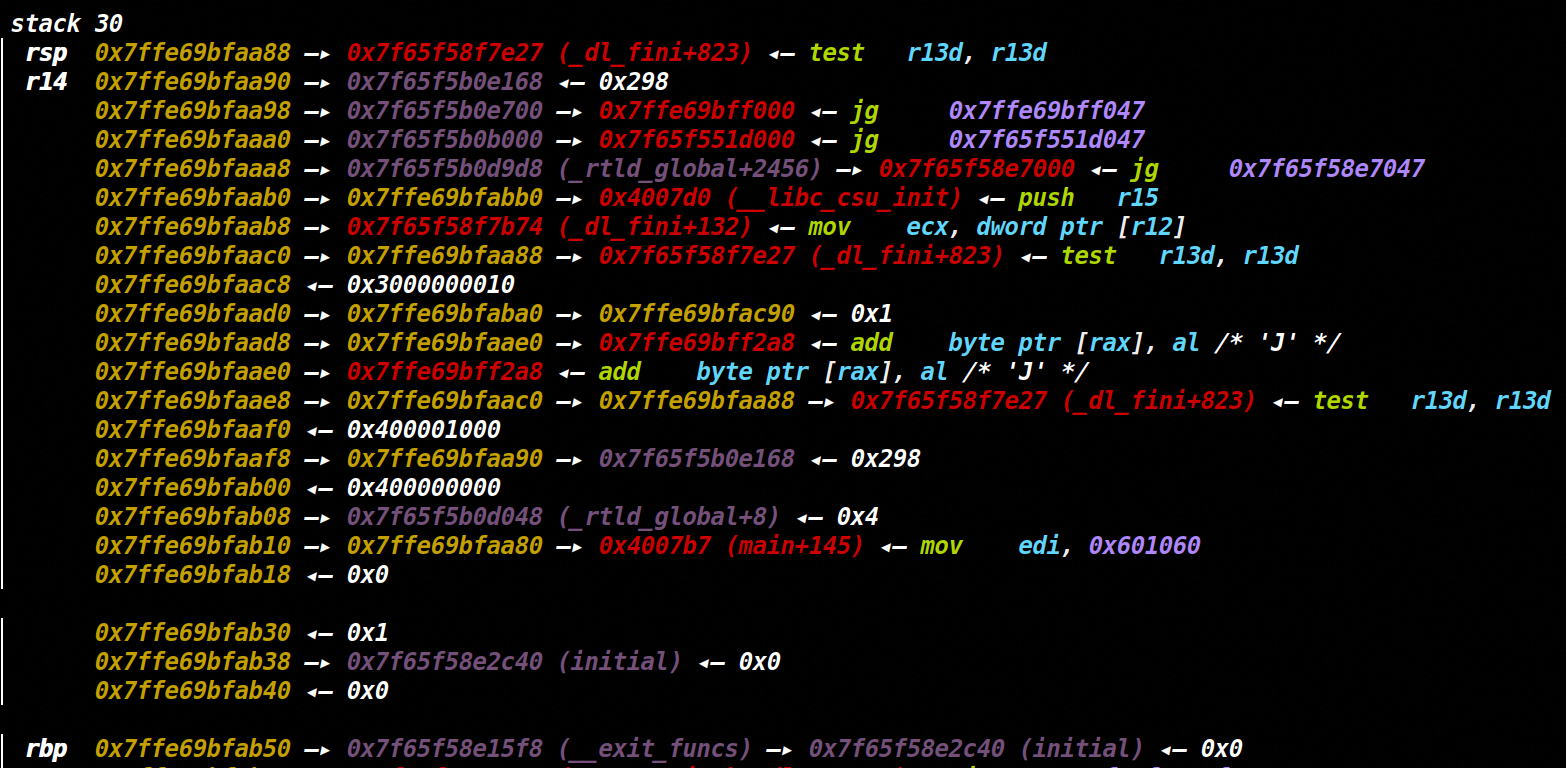 stack 30
rsp 0x7ffe69bfaa88 —▸ 0x7f65f58f7e27 (_dl_fini+823) ◂— test r13d, r13d
r14 0x7ffe69bfaa90 —▸ 0x7f65f5b0e168 ◂— 0x298
0x7ffe69bfaa98 —▸ 0x7f65f5b0e700 —▸ 0x7ffe69bff000 ◂— jg 0x7ffe69bff047
0x7ffe69bfaaa0 —▸ 0x7f65f5b0b000 —▸ 0x7f65f551d000 ◂— jg 0x7f65f551d047
0x7ffe69bfaaa8 —▸ 0x7f65f5b0d9d8 (_rtld_global+2456) —▸ 0x7f65f58e7000 ◂— jg 0x7f65f58e7047
0x7ffe69bfaab0 —▸ 0x7ffe69bfabb0 —▸ 0x4007d0 (__libc_csu_init) ◂— push r15
0x7ffe69bfaab8 —▸ 0x7f65f58f7b74 (_dl_fini+132) ◂— mov ecx, dword ptr [r12]
0x7ffe69bfaac0 —▸ 0x7ffe69bfaa88 —▸ 0x7f65f58f7e27 (_dl_fini+823) ◂— test r13d, r13d
0x7ffe69bfaac8 ◂— 0x3000000010
0x7ffe69bfaad0 —▸ 0x7ffe69bfaba0 —▸ 0x7ffe69bfac90 ◂— 0x1
0x7ffe69bfaad8 —▸ 0x7ffe69bfaae0 —▸ 0x7ffe69bff2a8 ◂— add byte ptr [rax], al /* 'J' */
0x7ffe69bfaae0 —▸ 0x7ffe69bff2a8 ◂— add byte ptr [rax], al /* 'J' */
0x7ffe69bfaae8 —▸ 0x7ffe69bfaac0 —▸ 0x7ffe69bfaa88 —▸ 0x7f65f58f7e27 (_dl_fini+823) ◂— test r13d, r13d
0x7ffe69bfaaf0 ◂— 0x400001000
0x7ffe69bfaaf8 —▸ 0x7ffe69bfaa90 —▸ 0x7f65f5b0e168 ◂— 0x298
0x7ffe69bfab00 ◂— 0x400000000
0x7ffe69bfab08 —▸ 0x7f65f5b0d048 (_rtld_global+8) ◂— 0x4
0x7ffe69bfab10 —▸ 0x7ffe69bfaa80 —▸ 0x4007b7 (main+145) ◂— mov edi, 0x601060
0x7ffe69bfab18 ◂— 0x0
0x7ffe69bfab30 ◂— 0x1
0x7ffe69bfab38 —▸ 0x7f65f58e2c40 (initial) ◂— 0x0
0x7ffe69bfab40 ◂— 0x0
rbp 0x7ffe69bfab50 —▸ 0x7f65f58e15f8 (__exit_funcs) —▸ 0x7f65f58e2c40 (initial) ◂— 0x0